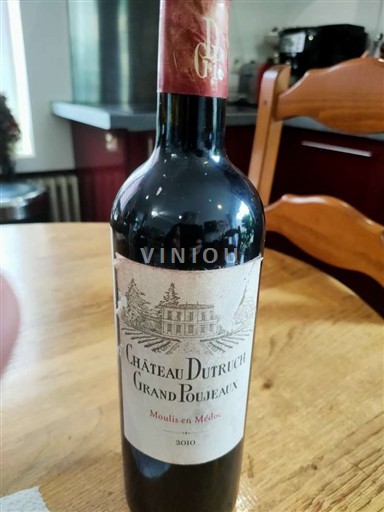 D
G
VINIOU
CHÂTEAU DUTRUCH
GRAND POUJEAUX
Moulis en Médoc
2010